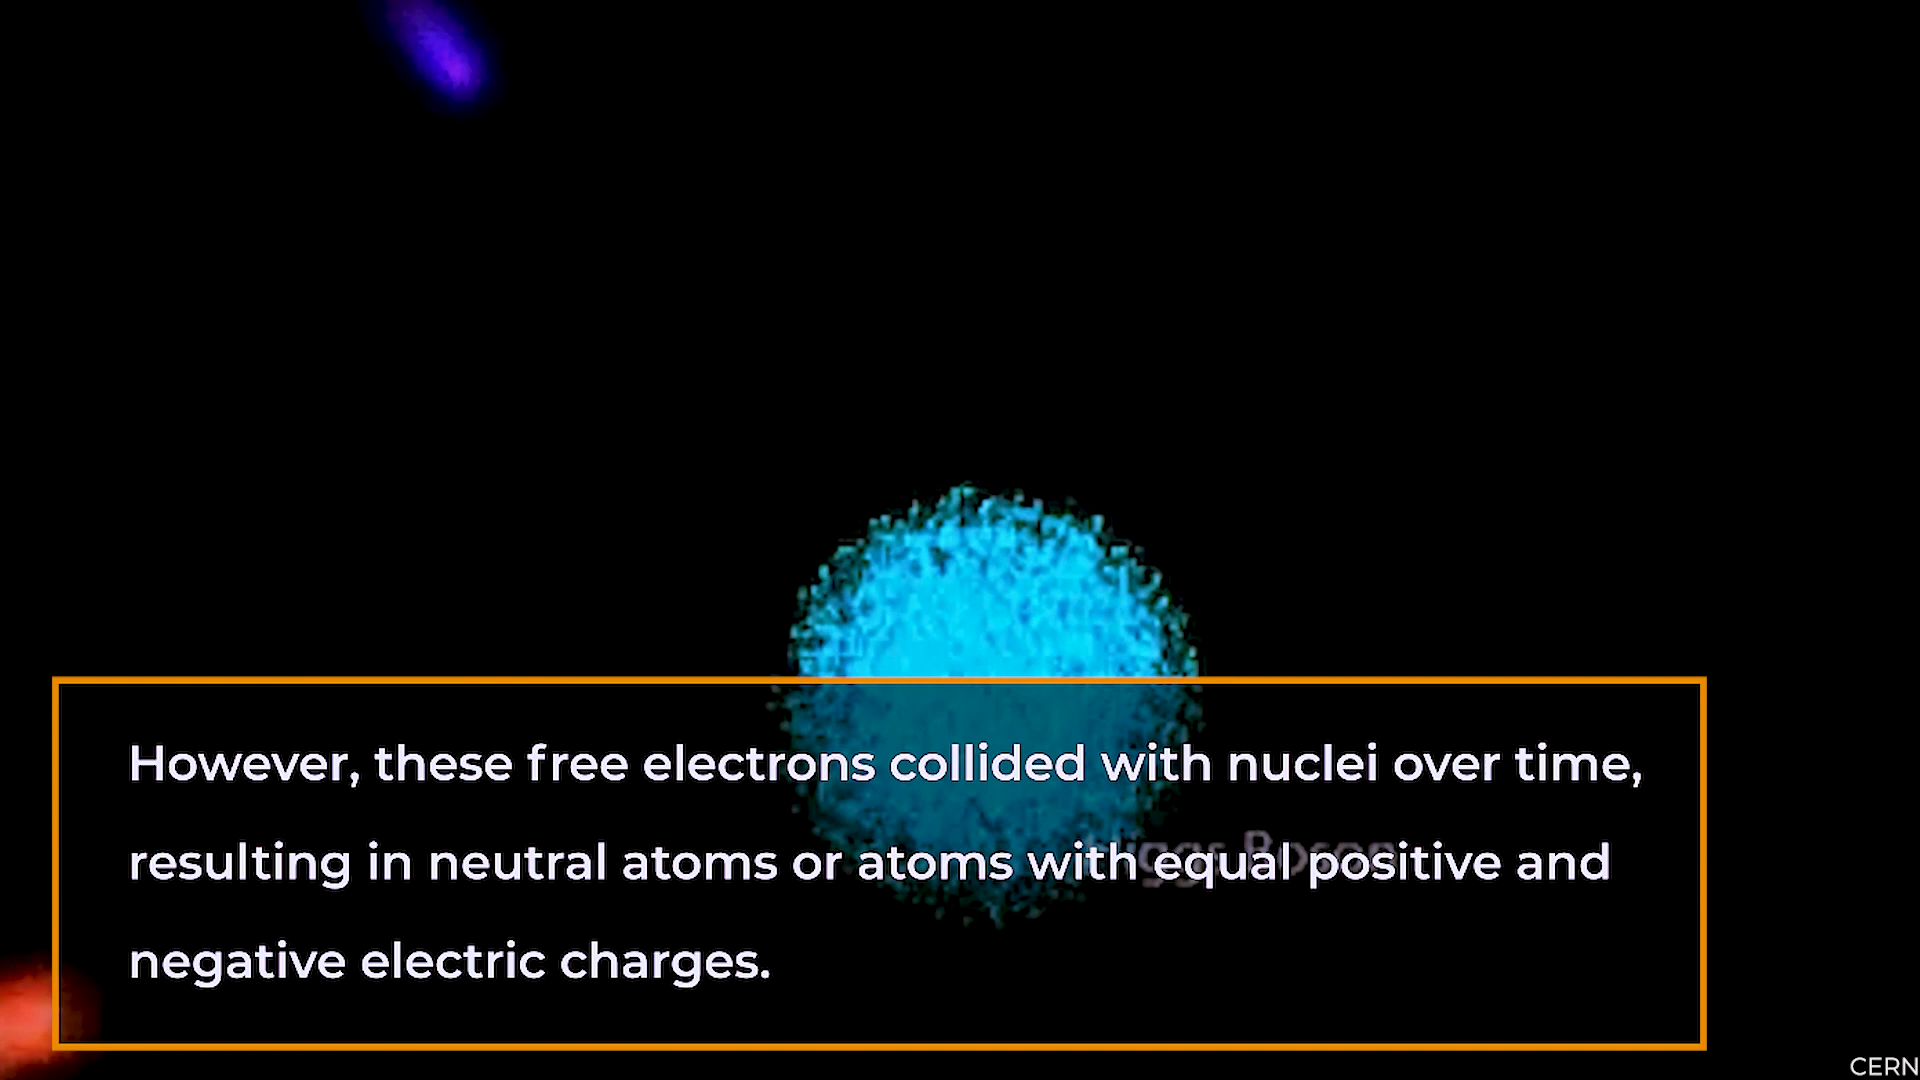 However, these free electrons collided with nuclei over time,
resulting in neutral atoms or atoms with equal positive and
negative electric charges.
CERN